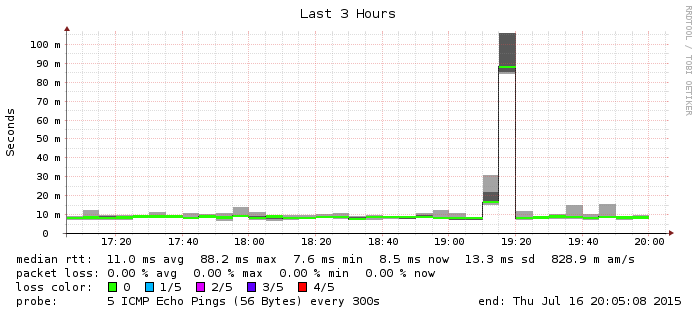 Last 3 Hours
RRDTOOL / TOBI OETIKER
Seconds
100 m
90 m
80 m
70 m
60 m
50 m
40 m
30 m
20 m
10 m
0
17:20 17:40 18:00 18:20 18:40 19:00 19:20 19:40 20:00
median rtt: 11.0 ms avg 88.2 ms max 7.6 ms min 8.5 ms now 13.3 ms sd 828.9 m am/s
packet loss: 0.00 % avg 0.00 % max 0.00 % min 0.00 % now
loss color: 0 1/5 2/5 3/5 4/5
probe: 5 ICMP Echo Pings (56 Bytes) every 300s end: Thu Jul 16 20:05:08 2015